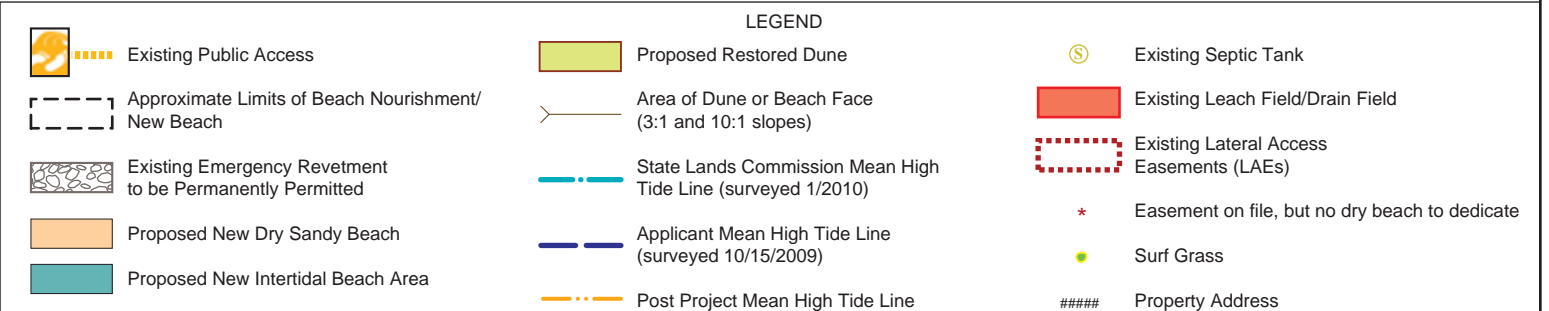 LEGEND
Existing Public Access
Approximate Limits of Beach Nourishment/
New Beach
Existing Emergency Revetment
to be Permanently Permitted
Proposed New Dry Sandy Beach
Proposed New Intertidal Beach Area
Proposed Restored Dune
Area of Dune or Beach Face
(3:1 and 10:1 slopes)
State Lands Commission Mean High
Tide Line (surveyed 1/2010)
Applicant Mean High Tide Line
(surveyed 10/15/2009)
Post Project Mean High Tide Line
S Existing Septic Tank
Existing Leach Field/Drain Field
Existing Lateral Access
Easements (LAEs)
* Easement on file, but no dry beach to dedicate
Surf Grass
##### Property Address